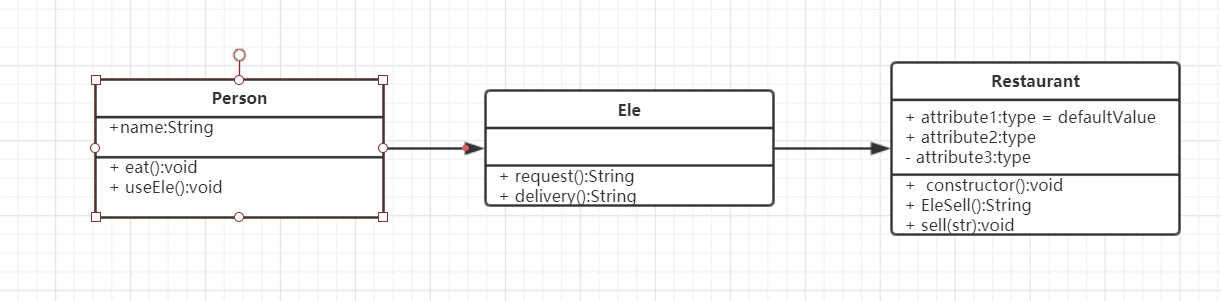 Person
+name:String
+ eat():void
+ useEle():void
Ele
+ request():String
+ delivery():String
Restaurant
+ attribute1:type = defaultValue
+ attribute2:type
- attribute3:type
+ constructor():void
+ EleSell():String
+ sell(str):void